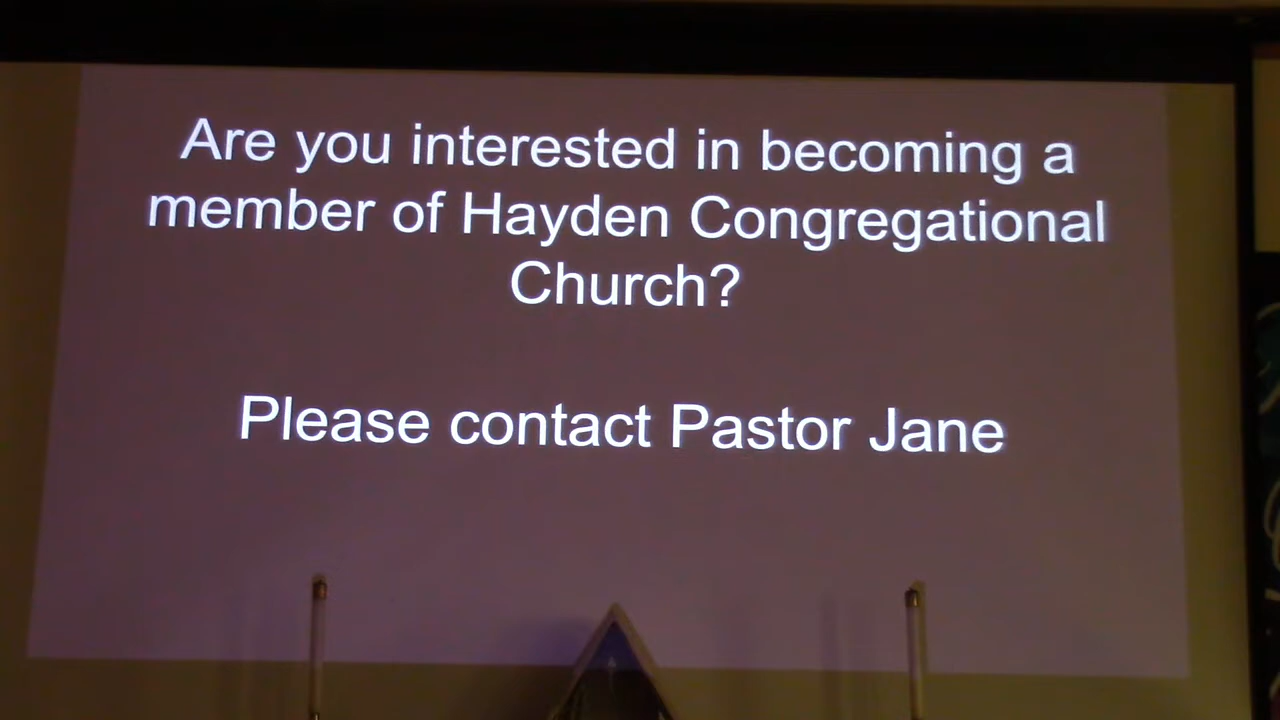 Are you interested in becoming a
member of Hayden Congregational
Church?
Please contact Pastor Jane